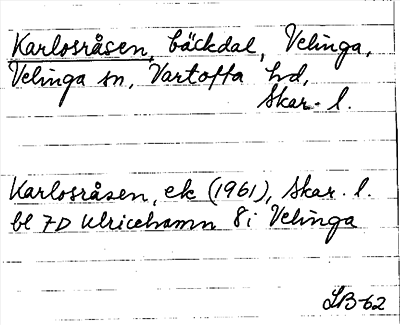 Karlosråsen, bäckdal, Velinga,
Velinga sn, Vartofta hd,
Skar. l.
Karlosråsen, ek (1961), Skar. l.
bl 7D Ulricehamn 8i Velinga
LB-62